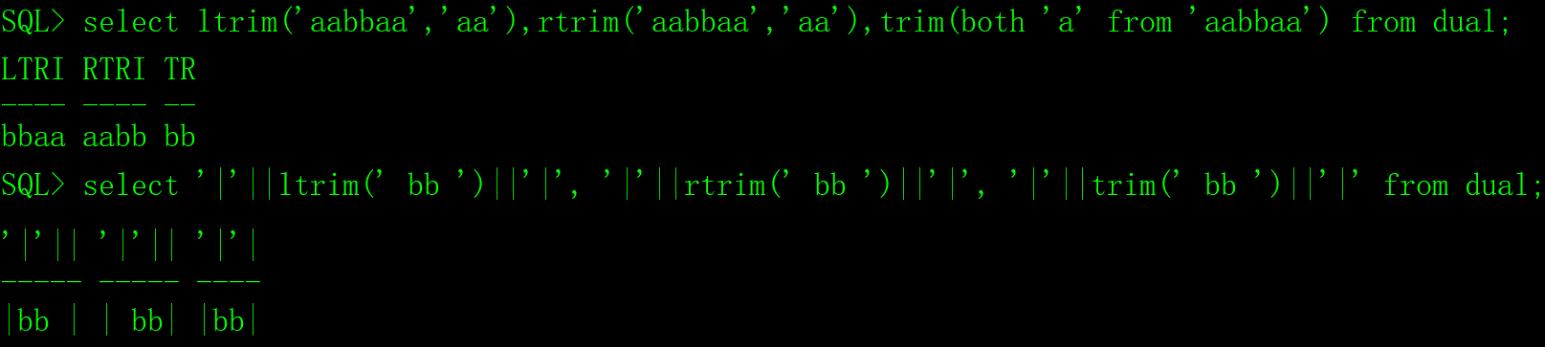 SQL> select ltrim('aabbaa','aa'),rtrim('aabbaa','aa'),trim(both 'a' from 'aabbaa') from dual;
LTRI RTRI TR
---- ---- --
bbaa aabb bb
SQL> select '|'||ltrim(' bb ')||'|', '|'||rtrim(' bb ')||'|', '|'||trim(' bb ')||'|' from dual;
'|'|| '|'|| '|'|
----- ----- ----
|bb | | bb| |bb|